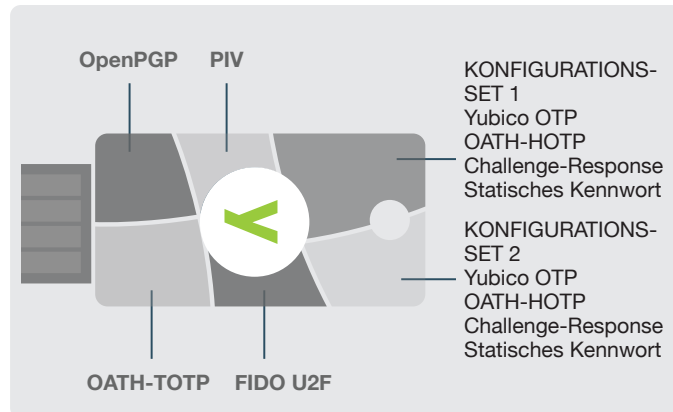 OpenPGP PIV
KONFIGURATIONS-
SET 1
Yubico OTP
OATH-HOTP
Challenge-Response
Statisches Kennwort
KONFIGURATIONS-
SET 2
Yubico OTP
OATH-HOTP
Challenge-Response
Statisches Kennwort
OATH-TOTP FIDO U2F